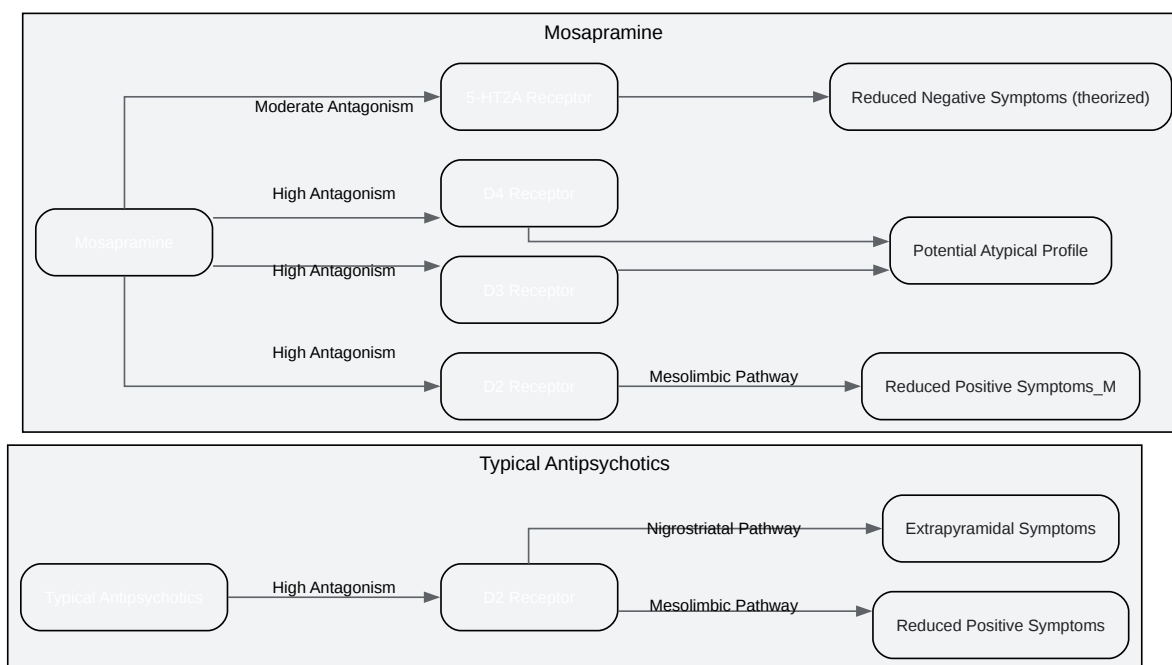 Mosapramine
Moderate Antagonism
5-HT2A Receptor
Reduced Negative Symptoms (theorized)
High Antagonism
D4 Receptor
Mosapramine
Potential Atypical Profile
High Antagonism
D3 Receptor
High Antagonism
D2 Receptor
Mesolimbic Pathway
Reduced Positive Symptoms_M
Typical Antipsychotics
Nigrostriatal Pathway
Extrapyramidal Symptoms
Typical Antipsychotics
High Antagonism
D2 Receptor
Mesolimbic Pathway
Reduced Positive Symptoms